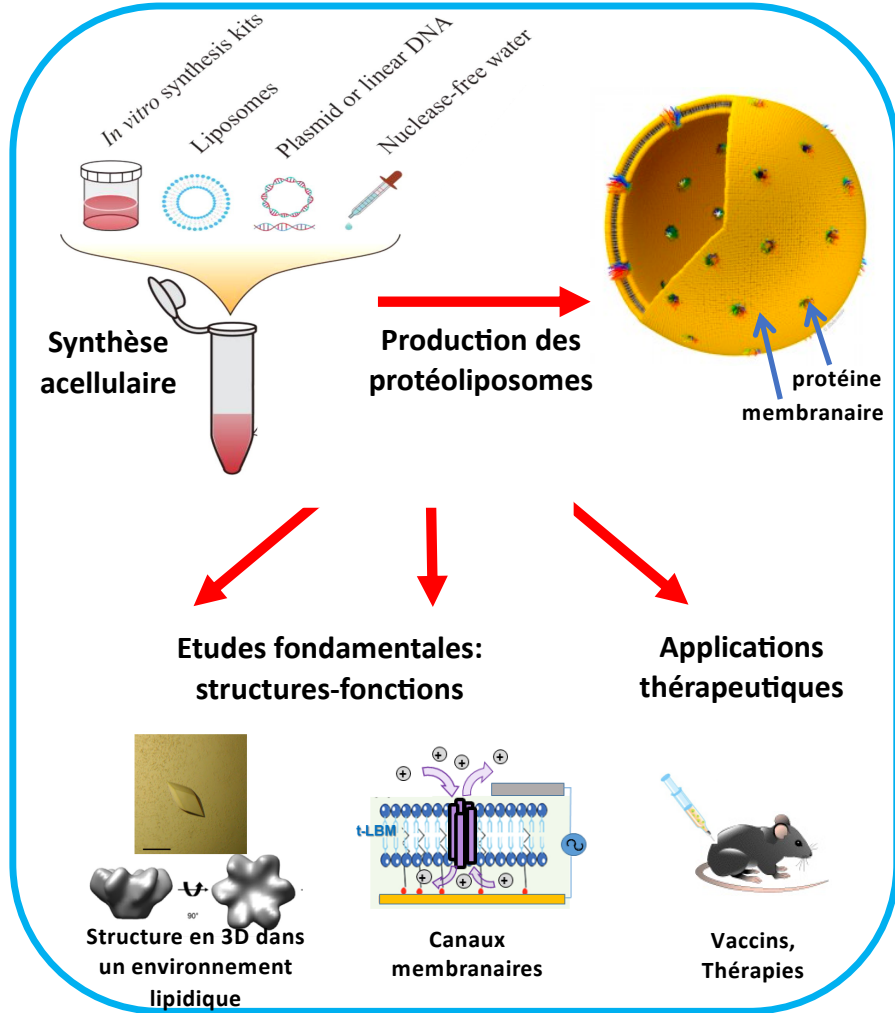 In vitro synthesis kits
Liposomes
Plasmid or linear DNA
Nuclease-free water
Synthèse
acellulaire
Production des
protéoliposomes
protéine
membranaire
Etudes fondamentales:
structures-fonctions
Applications
thérapeutiques
t-LBM
+
+
+
+
+
+
90°
Structure en 3D dans
un environnement
lipidique
Canaux
membranaires
Vaccins,
Thérapies